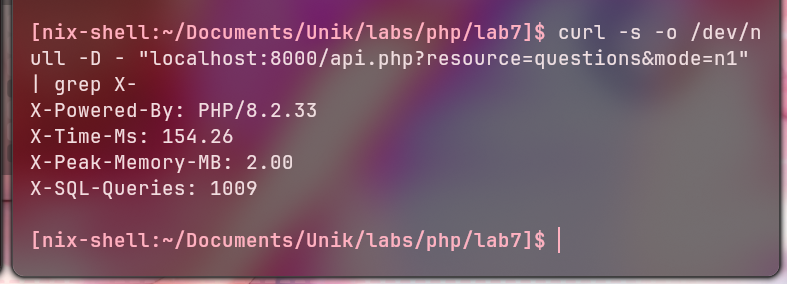 [nix-shell:~/Documents/Unik/labs/php/lab7]$ curl -s -o /dev/n
ull -D - "localhost:8000/api.php?resource=questions&mode=n1"
| grep X-
X-Powered-By: PHP/8.2.33
X-Time-Ms: 154.26
X-Peak-Memory-MB: 2.00
X-SQL-Queries: 1009
[nix-shell:~/Documents/Unik/labs/php/lab7]$